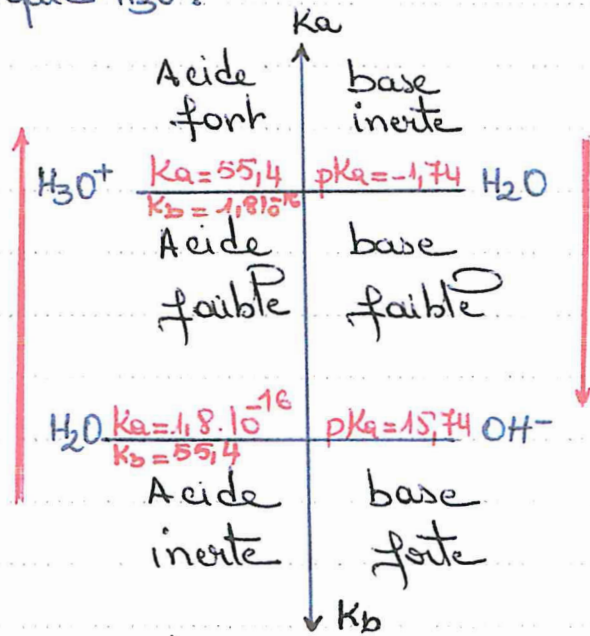 que H3O+.
Ka
Acide base
fort inerte
H3O+ Ka=55,4 pKa=-1,74 H2O
Kb=1,8 10-16
Acide base
faible faible
H2O Ka=1,8.10-16 pKa=15,74 OH-
Kb=55,4
Acide base
inerte forte
Kb